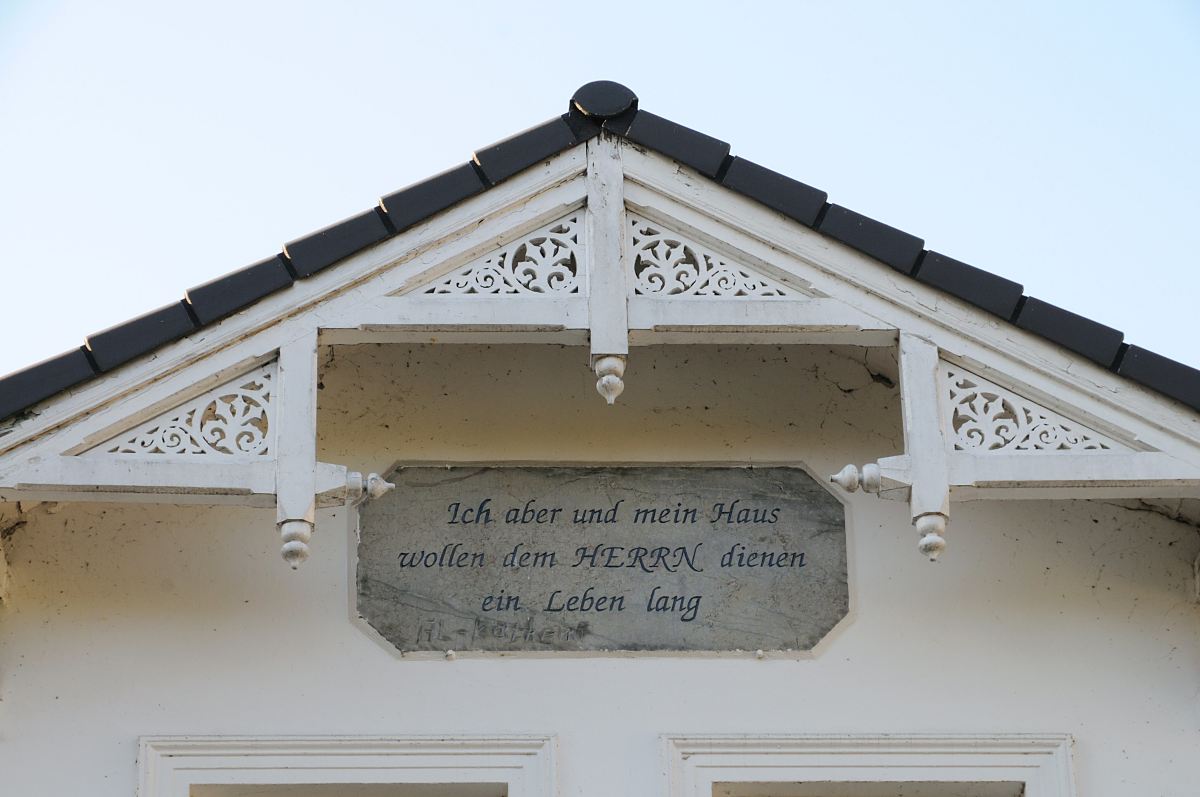 Ich aber und mein Haus
wollen dem HERRN dienen
ein Leben lang